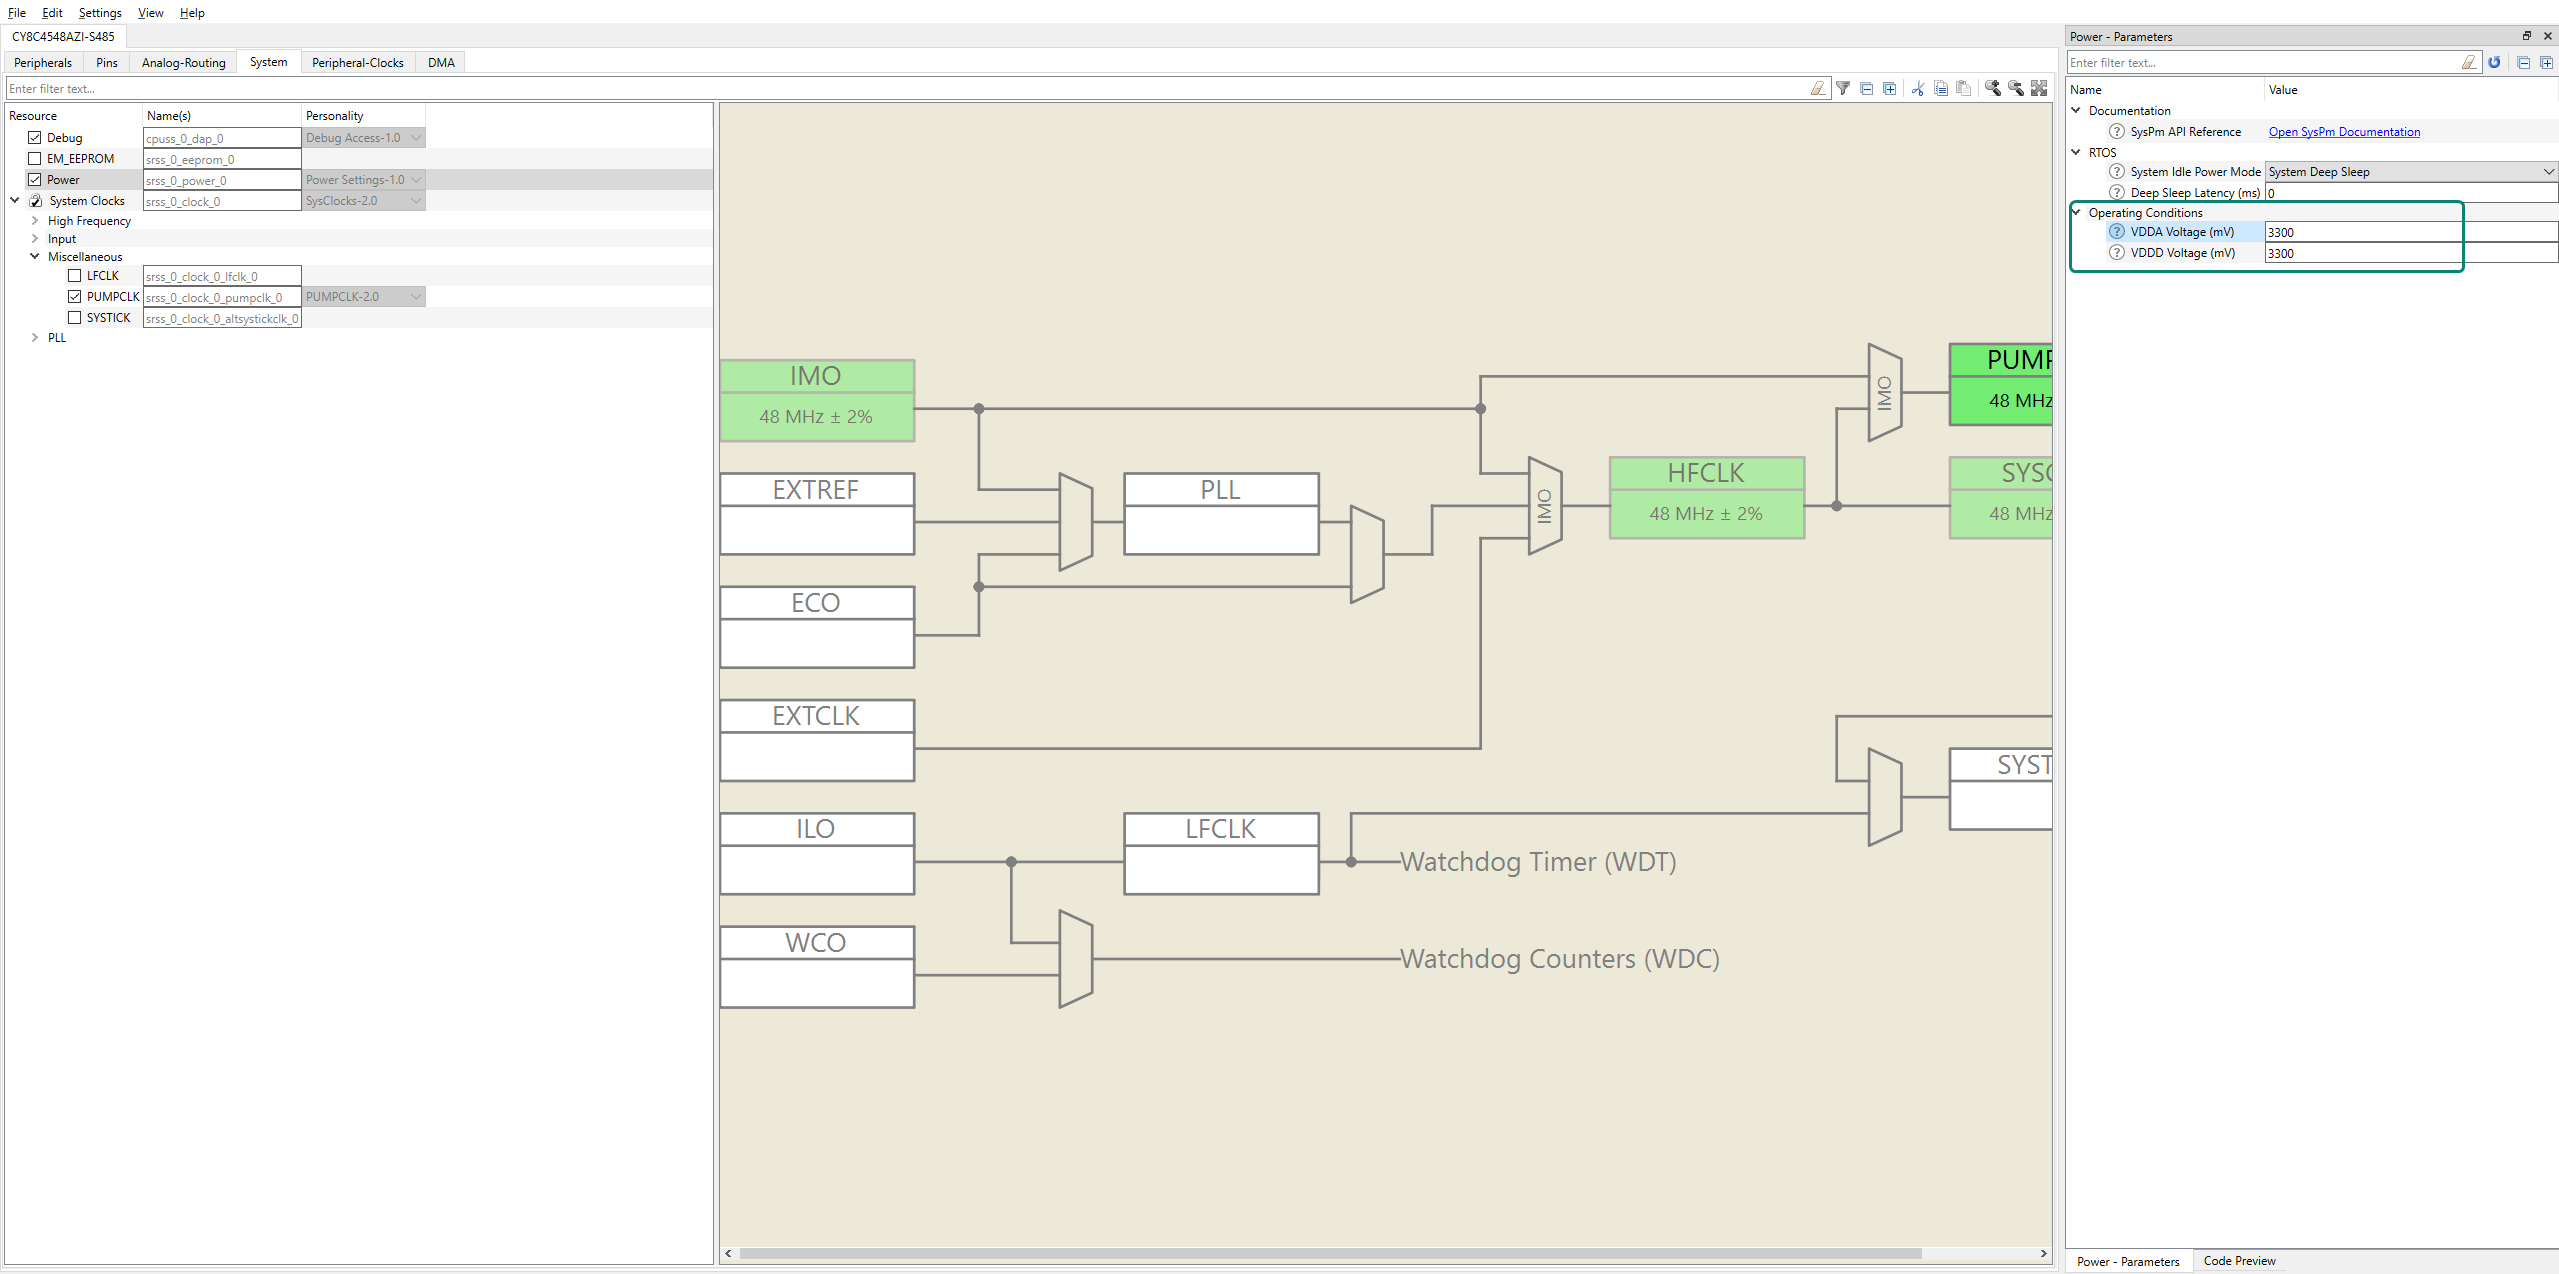 File Edit Settings View Help
CY8C4548AZI-S485
Peripherals Pins Analog-Routing System Peripheral-Clocks DMA
Enter filter text...
Resource Name(s) Personality
Debug cpuss_0_dap_0 Debug Access-1.0
EM_EEPROM srss_0_eeprom_0
Power srss_0_power_0 Power Settings-1.0
System Clocks srss_0_clock_0 SysClocks-2.0
High Frequency
Input
Miscellaneous
LFCLK srss_0_clock_0_lfclk_0
PUMPCLK srss_0_clock_0_pumpclk_0 PUMPCLK-2.0
SYSTICK srss_0_clock_0_altsystickclk_0
PLL
IMO
48 MHz ± 2%
EXTREF
ECO
EXTCLK
ILO
WCO
PLL
LFCLK
Watchdog Timer (WDT)
Watchdog Counters (WDC)
IMO
HFCLK
48 MHz ± 2%
IMO
PUMP
48 MHz
SYSC
48 MHz
SYST
Power - Parameters
Enter filter text...
Name Value
Documentation
SysPm API Reference Open SysPm Documentation
RTOS
System Idle Power Mode System Deep Sleep
Deep Sleep Latency (ms) 0
Operating Conditions
VDDA Voltage (mV) 3300
VDDD Voltage (mV) 3300
Power - Parameters Code Preview